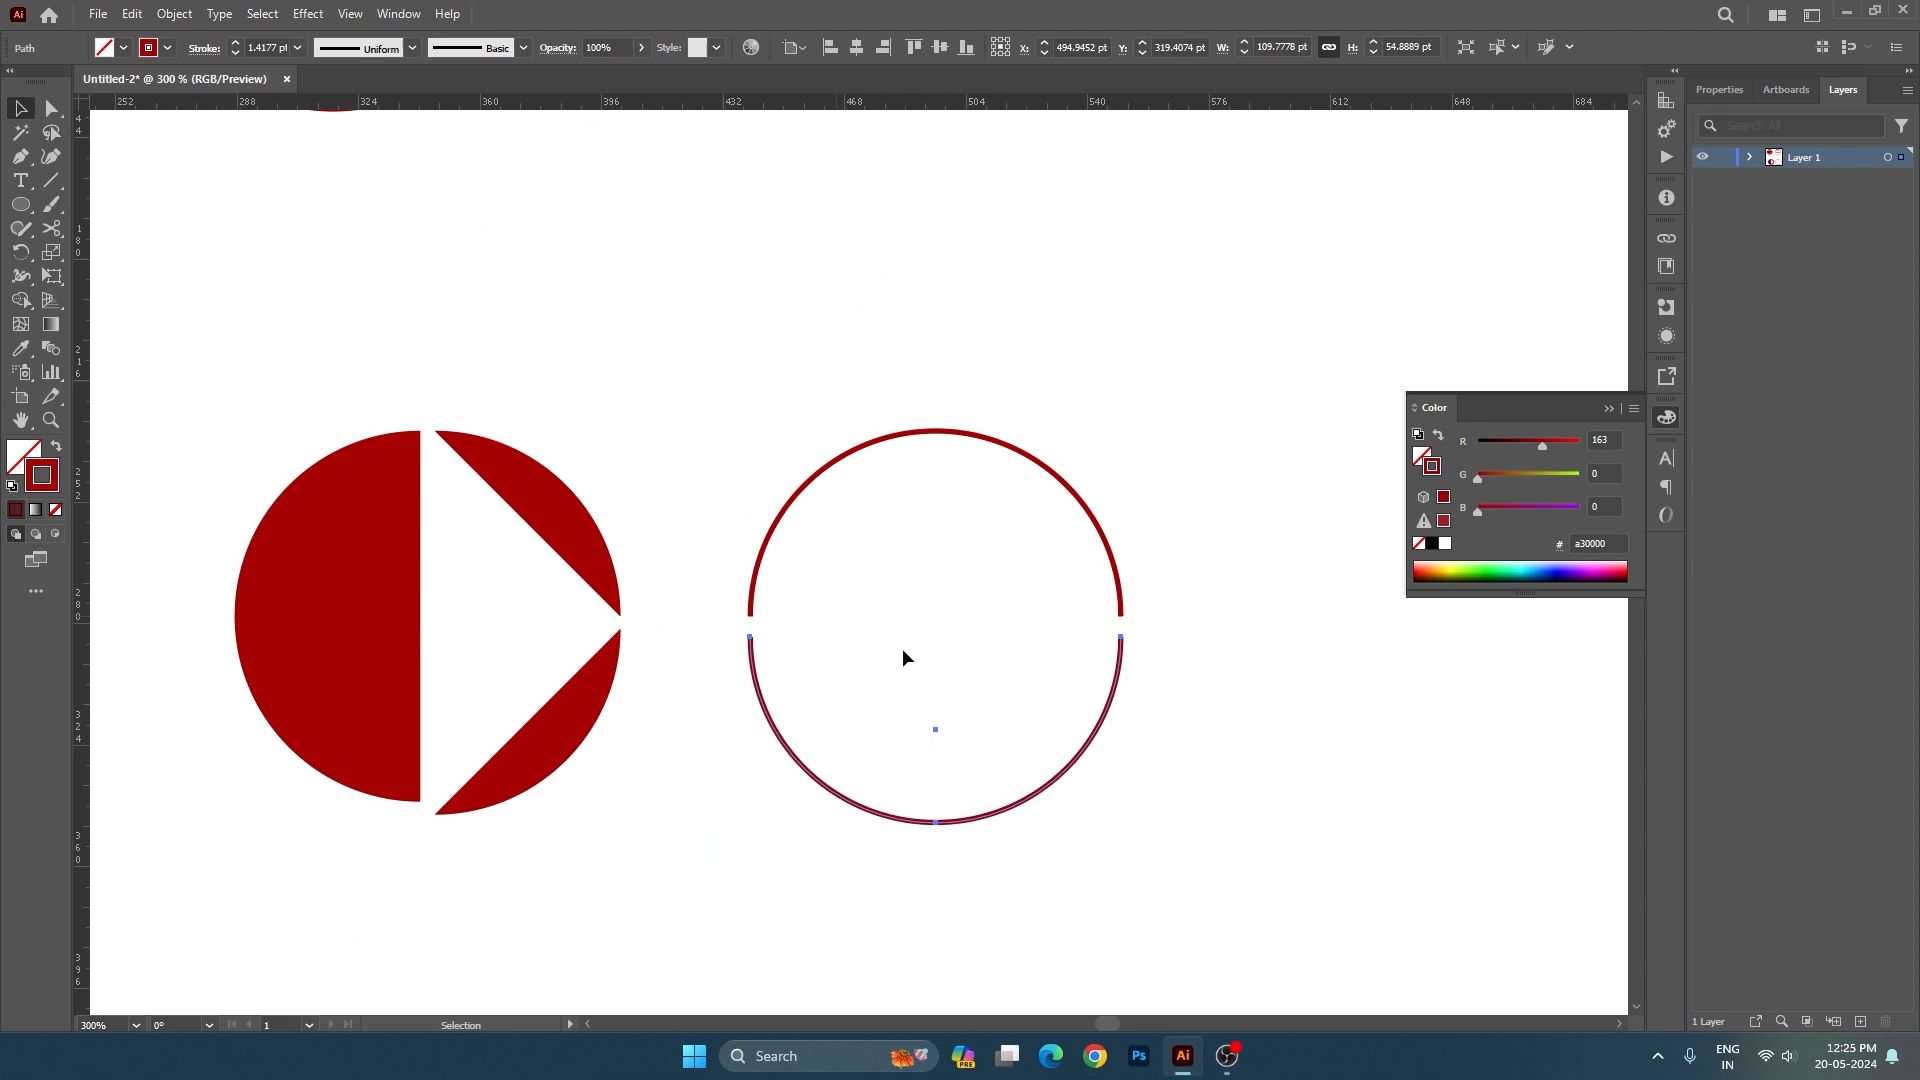 Ai File Edit Object Type Select Effect View Window Help
Path Stroke: 1.4177 pt Uniform Basic Opacity: 100% Style: X: 494.9452 pt Y: 319.4074 pt W: 109.7778 pt H: 54.8889 pt
Untitled-2* @ 300 % (RGB/Preview) ×
Properties Artboards Layers
252 288 324 360 396 432 468 504 540 576 612 648 684
Search All
Layer 1
Color
R 163
G 0
B 0
# a30000
300% 0° 1 Selection
1 Layer
Search
PRE Ps Ai
ENG
IN
12:25 PM
20-05-2024